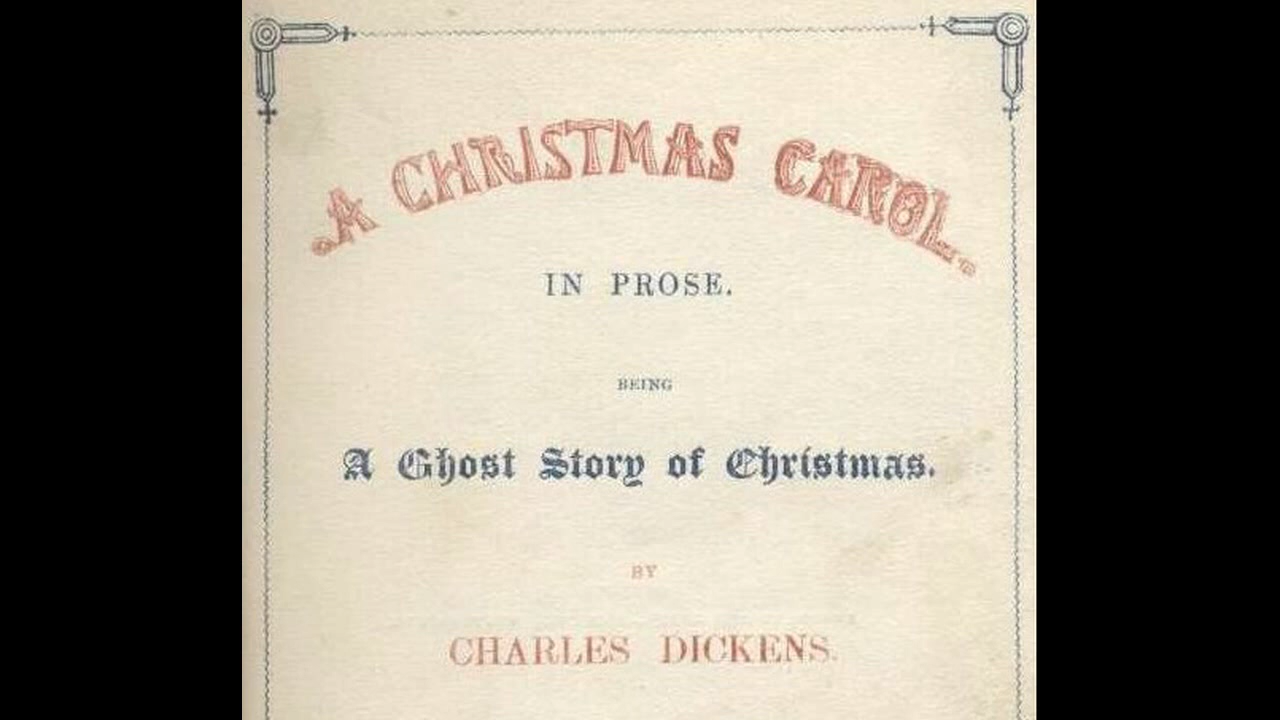 A CHRISTMAS CAROL.
IN PROSE.
BEING
A Ghost Story of Christmas.
BY
CHARLES DICKENS.